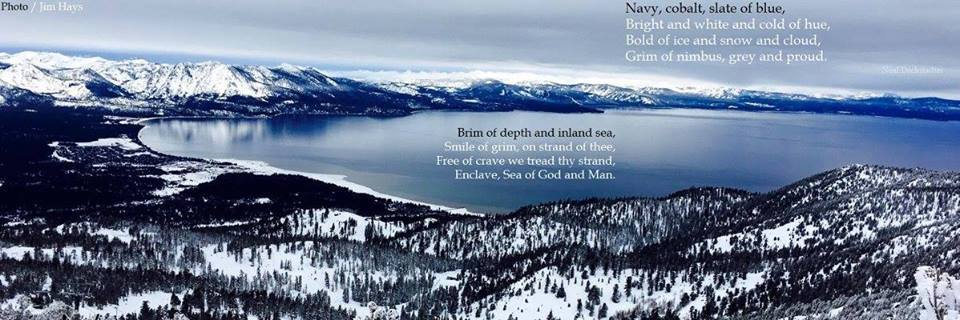 Photo / Jim Hays
Navy, cobalt, slate of blue,
Bright and white and cold of hue,
Bold of ice and snow and cloud,
Grim of nimbus, grey and proud.
Brim of depth and inland sea,
Smile of grim, on strand of thee,
Free of crave we tread thy strand,
Enclave, Sea of God and Man.